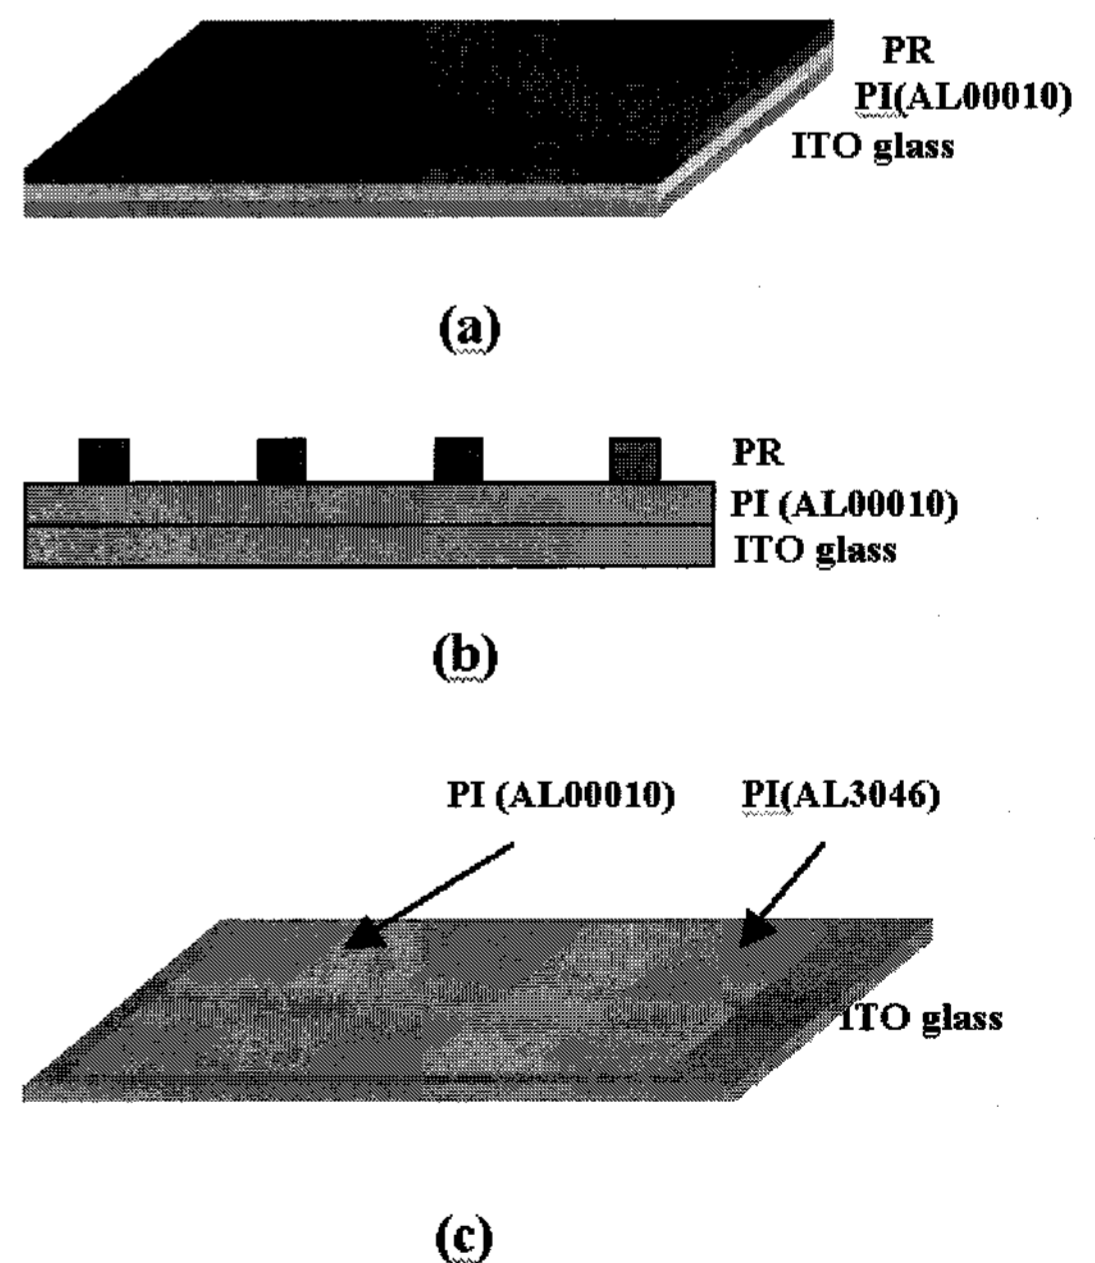 PR
PI(AL00010)
ITO glass
(a)
PR
PI (AL00010)
ITO glass
(b)
PI (AL00010) PI(AL3046)
ITO glass
(c)